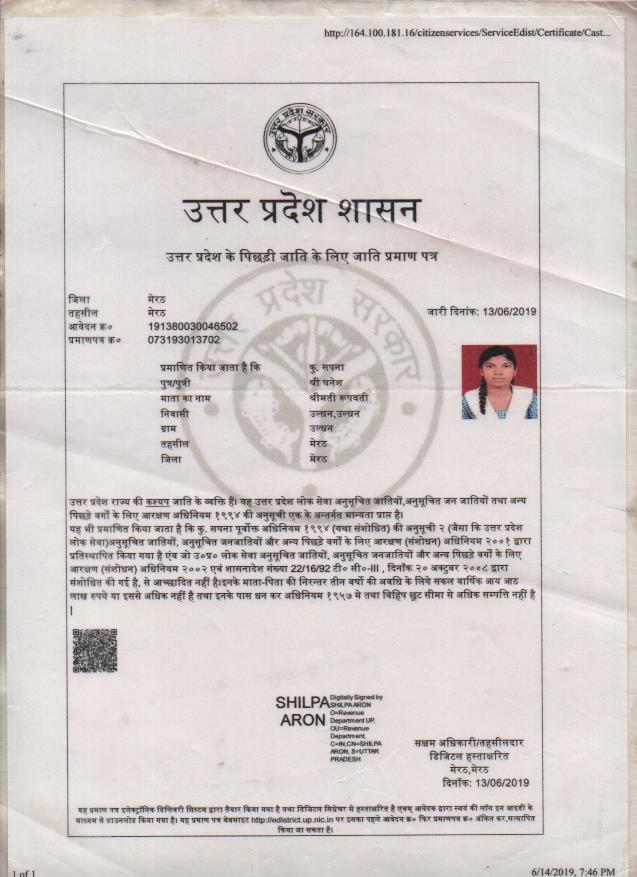 http://164.100.181.16/citizenservices/ServiceEdist/Certificate/Cast...
उत्तर प्रदेश सरकार
उत्तर प्रदेश शासन
उत्तर प्रदेश के पिछड़ी जाति के लिए जाति प्रमाण पत्र
जिला मेरठ
तहसील मेरठ जारी दिनांक: 13/06/2019
आवेदन क्र० 191380030046502
प्रमाणपत्र क्र० 073193013702
प्रमाणित किया जाता है कि कु. सपना
पुत्र/पुत्री श्री घनेश
माता का नाम श्रीमती रूपवती
निवासी उल्धन,उल्धन
ग्राम उल्धन
तहसील मेरठ
जिला मेरठ
उत्तर प्रदेश राज्य की कश्यप जाति के व्यक्ति हैं। यह उत्तर प्रदेश लोक सेवा अनुसूचित जातियों,अनुसूचित जन जातियों तथा अन्य
पिछड़े वर्गों के लिए आरक्षण अधिनियम १९९४ की अनुसूची एक के अन्तर्गत मान्यता प्राप्त है।
यह भी प्रमाणित किया जाता है कि कु. सपना पूर्वोक्त अधिनियम १९९४ (यथा संशोधित) की अनुसूची २ (जैसा कि उत्तर प्रदेश
लोक सेवा)अनुसूचित जातियों, अनुसूचित जनजातियों और अन्य पिछड़े वर्गों के लिए आरक्षण (संशोधन) अधिनियम २००१ द्वारा
प्रतिस्थापित किया गया है एंव जो उ०प्र० लोक सेवा अनुसूचित जातियों, अनुसूचित जनजातियों और अन्य पिछड़े वर्गों के लिए
आरक्षण (संशोधन) अधिनियम २००२ एवं शासनादेश संख्या 22/16/92 टी० सी०-III , दिनाँक २० अक्टुबर २००८ द्वारा
संशोधित की गई है, से आच्छादित नहीं है।इनके माता-पिता की निरन्तर तीन वर्षों की अवधि के लिये सकल वार्षिक आय आठ
लाख रुपये या इससे अधिक नहीं है तथा इनके पास धन कर अधिनियम १९५७ मे तथा विहिप छूट सीमा से अधिक सम्पत्ति नहीं है
|
SHILPA ARON
Digitally Signed by
SHILPA ARON
O=Revenue
Department UP,
OU=Revenue
Department,
C=IN,CN=SHILPA
ARON, S=UTTAR
PRADESH
सक्षम अधिकारी/तहसीलदार
डिजिटल हस्ताक्षरित
मेरठ,मेरठ
दिनाँक: 13/06/2019
यह प्रमाण पत्र इलेक्ट्रॉनिक डिलिवरी सिस्टम द्वारा तैयार किया गया है तथा डिजिटल सिग्नेचर से हस्ताक्षरित है एवम् आवेदक द्वारा स्वयं की लॉग इन आइडी के
माध्यम से डाउनलोड किया गया है। यह प्रमाण पत्र वेबसाइट http://edistrict.up.nic.in पर इसका पहले आवेदन क्र० फिर प्रमाणपत्र क्र० अंकित कर,सत्यापित
किया जा सकता है।
1 of 1 6/14/2019, 7:46 PM